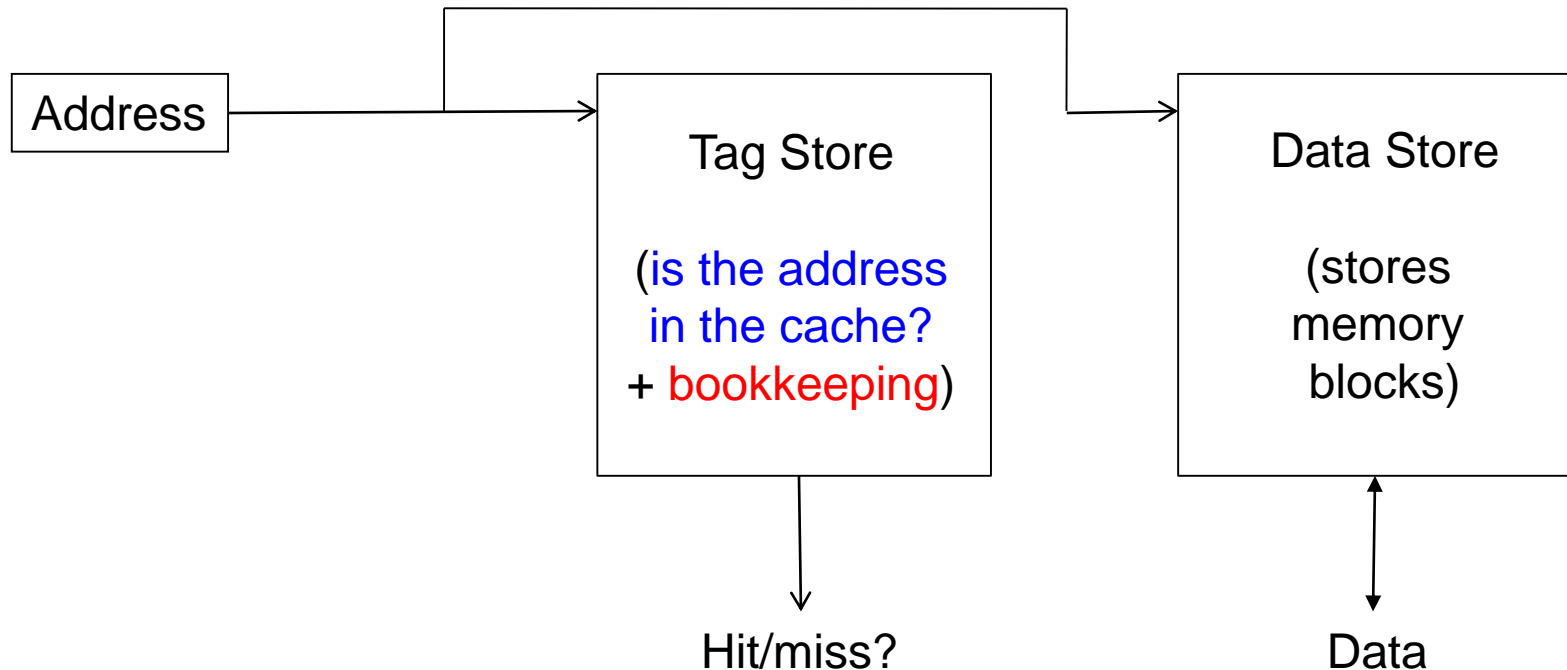 Address
Tag Store
(is the address
in the cache?
+ bookkeeping)
Data Store
(stores
memory
blocks)
Hit/miss?
Data